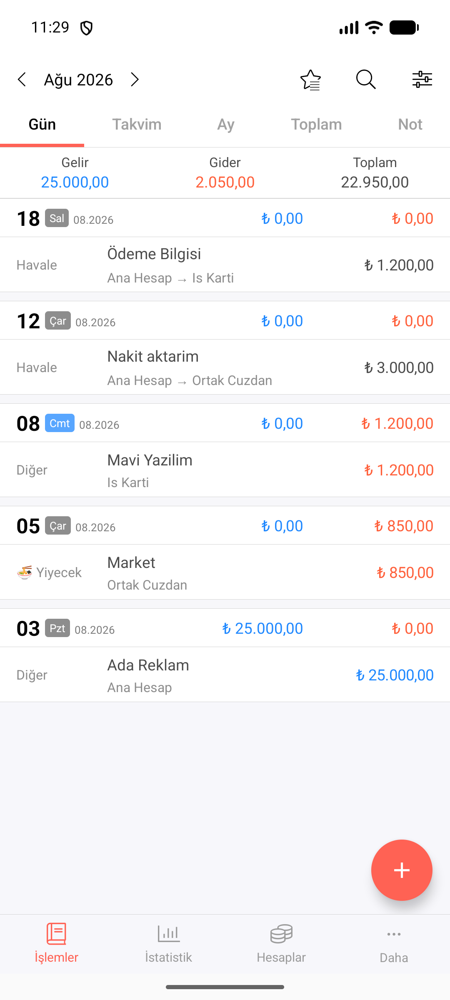 11:29
Ağu 2026
Gün Takvim Ay Toplam Not
Gelir Gider Toplam
25.000,00 2.050,00 22.950,00
18 Sal 08.2026 ₺ 0,00 ₺ 0,00
Ödeme Bilgisi
Havale ₺ 1.200,00
Ana Hesap → Is Karti
12 Çar 08.2026 ₺ 0,00 ₺ 0,00
Nakit aktarim
Havale ₺ 3.000,00
Ana Hesap → Ortak Cuzdan
08 Cmt 08.2026 ₺ 0,00 ₺ 1.200,00
Mavi Yazilim
Diğer ₺ 1.200,00
Is Karti
05 Çar 08.2026 ₺ 0,00 ₺ 850,00
Market
Yiyecek ₺ 850,00
Ortak Cuzdan
03 Pzt 08.2026 ₺ 25.000,00 ₺ 0,00
Ada Reklam
Diğer ₺ 25.000,00
Ana Hesap
İşlemler İstatistik Hesaplar Daha